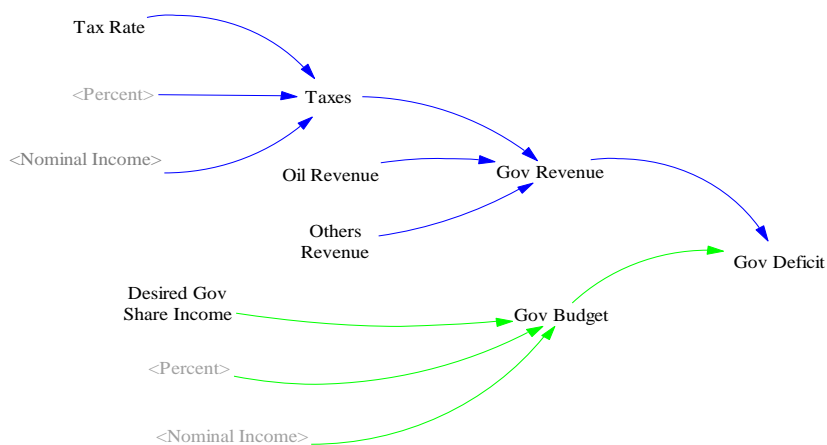 Tax Rate
<Percent>
Taxes
<Nominal Income>
Oil Revenue
Gov Revenue
Others
Revenue
Gov Deficit
Desired Gov
Share Income
Gov Budget
<Percent>
<Nominal Income>